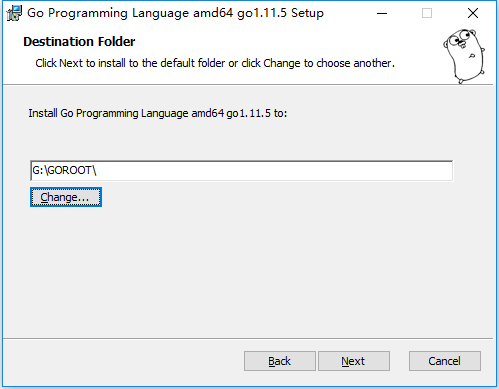 Go Programming Language amd64 go1.11.5 Setup
Destination Folder
Click Next to install to the default folder or click Change to choose another.
Install Go Programming Language amd64 go1.11.5 to:
G:\GOROOT\
Change...
Back Next Cancel